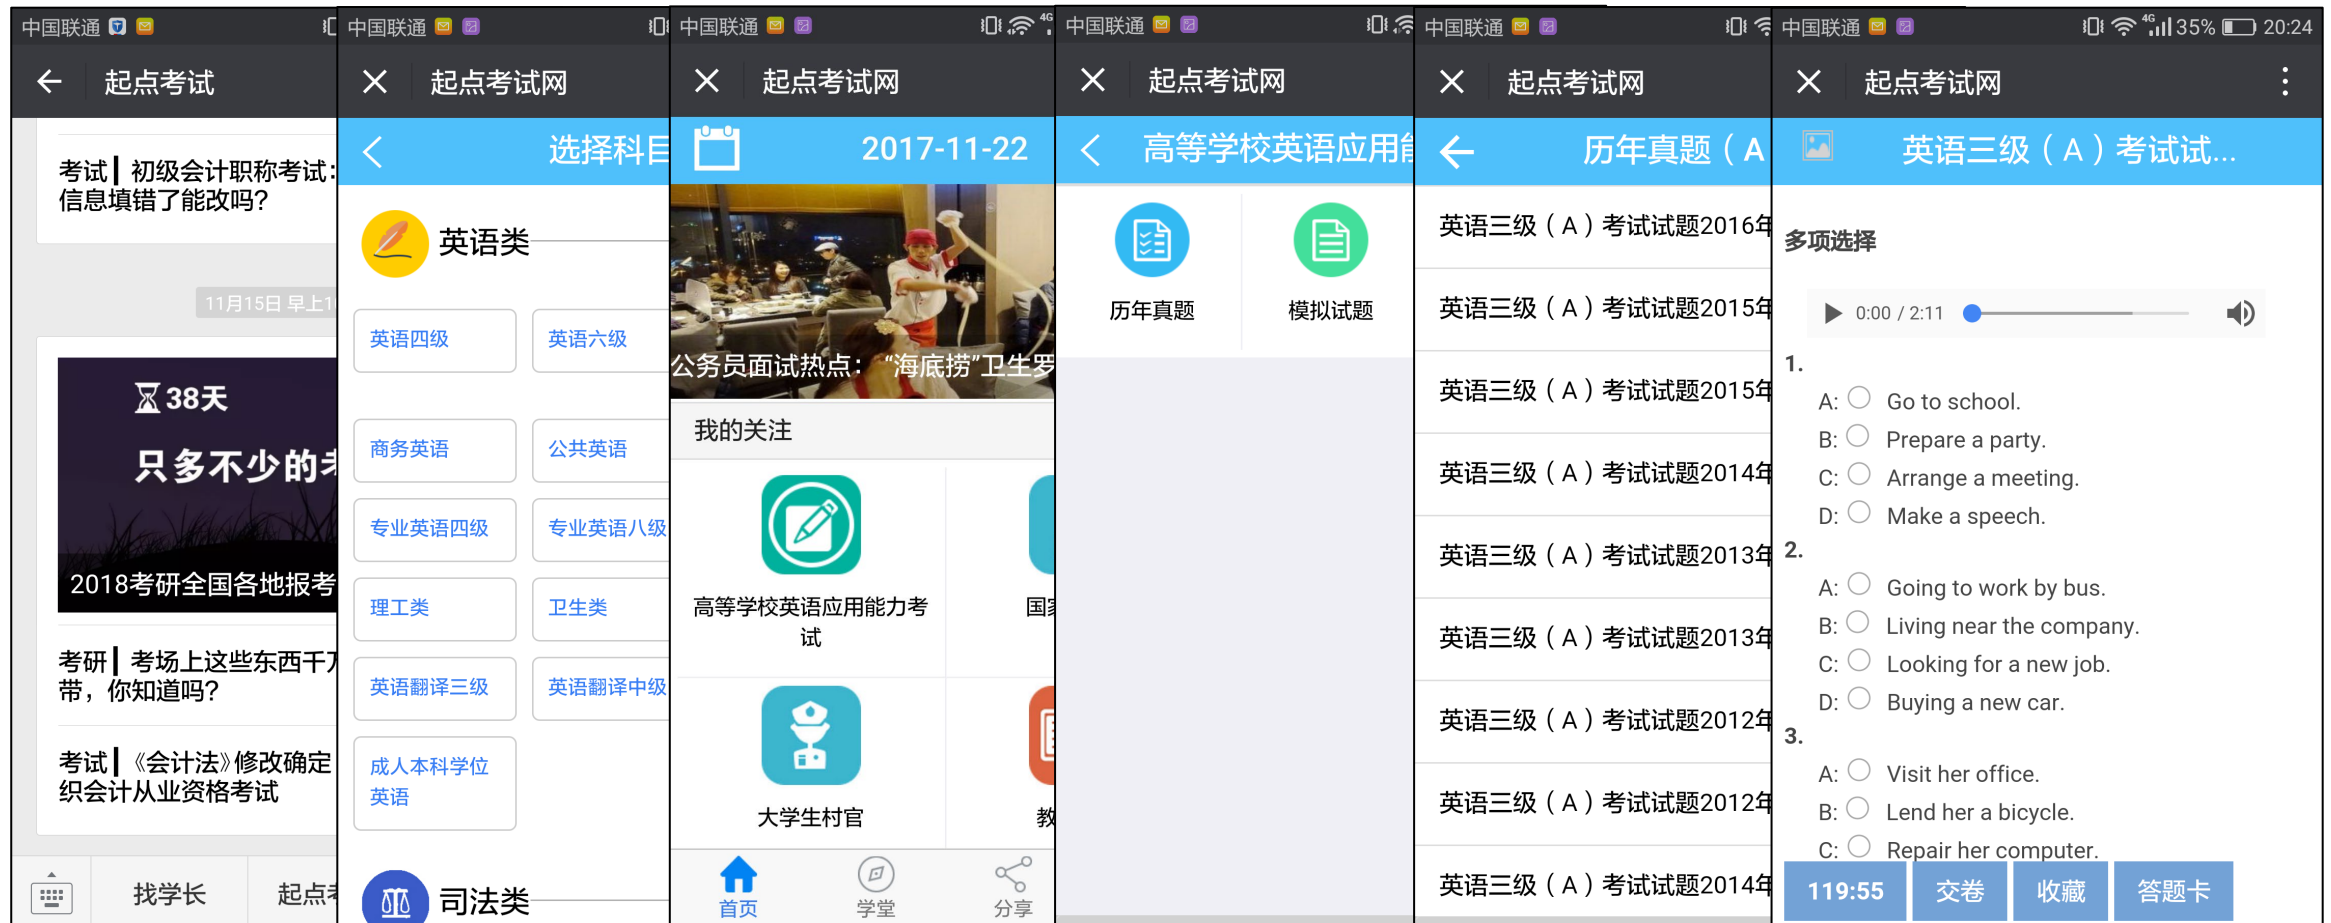 中国联通
起点考试
考试 | 初级会计职称考试:
信息填错了能改吗?
11月15日 早上1
38天
只多不少的
2018考研全国各地报考
考研 | 考场上这些东西千万
带，你知道吗?
考试 | 《会计法》修改确定
织会计从业资格考试
找学长
起点
中国联通
起点考试网
选择科目
英语类
英语四级
英语六级
商务英语
公共英语
专业英语四级
专业英语八级
理工类
卫生类
英语翻译三级
英语翻译中级
成人本科学位
英语
司法类
中国联通
4G
起点考试网
2017-11-22
公务员面试热点：“海底捞”卫生罗
我的关注
高等学校英语应用能力考
试
国家
大学生村官
教
首页
学堂
分享
中国联通
起点考试网
高等学校英语应用能
历年真题
模拟试题
中国联通
起点考试网
历年真题（A
英语三级（A）考试试题2016年
英语三级（A）考试试题2015年
英语三级（A）考试试题2015年
英语三级（A）考试试题2014年
英语三级（A）考试试题2013年
英语三级（A）考试试题2013年
英语三级（A）考试试题2012年
英语三级（A）考试试题2012年
英语三级（A）考试试题2014年
中国联通
4G 35% 20:24
起点考试网
英语三级（A）考试试...
多项选择
0:00 / 2:11
1.
A: Go to school.
B: Prepare a party.
C: Arrange a meeting.
D: Make a speech.
2.
A: Going to work by bus.
B: Living near the company.
C: Looking for a new job.
D: Buying a new car.
3.
A: Visit her office.
B: Lend her a bicycle.
C: Repair her computer.
119:55
交卷
收藏
答题卡